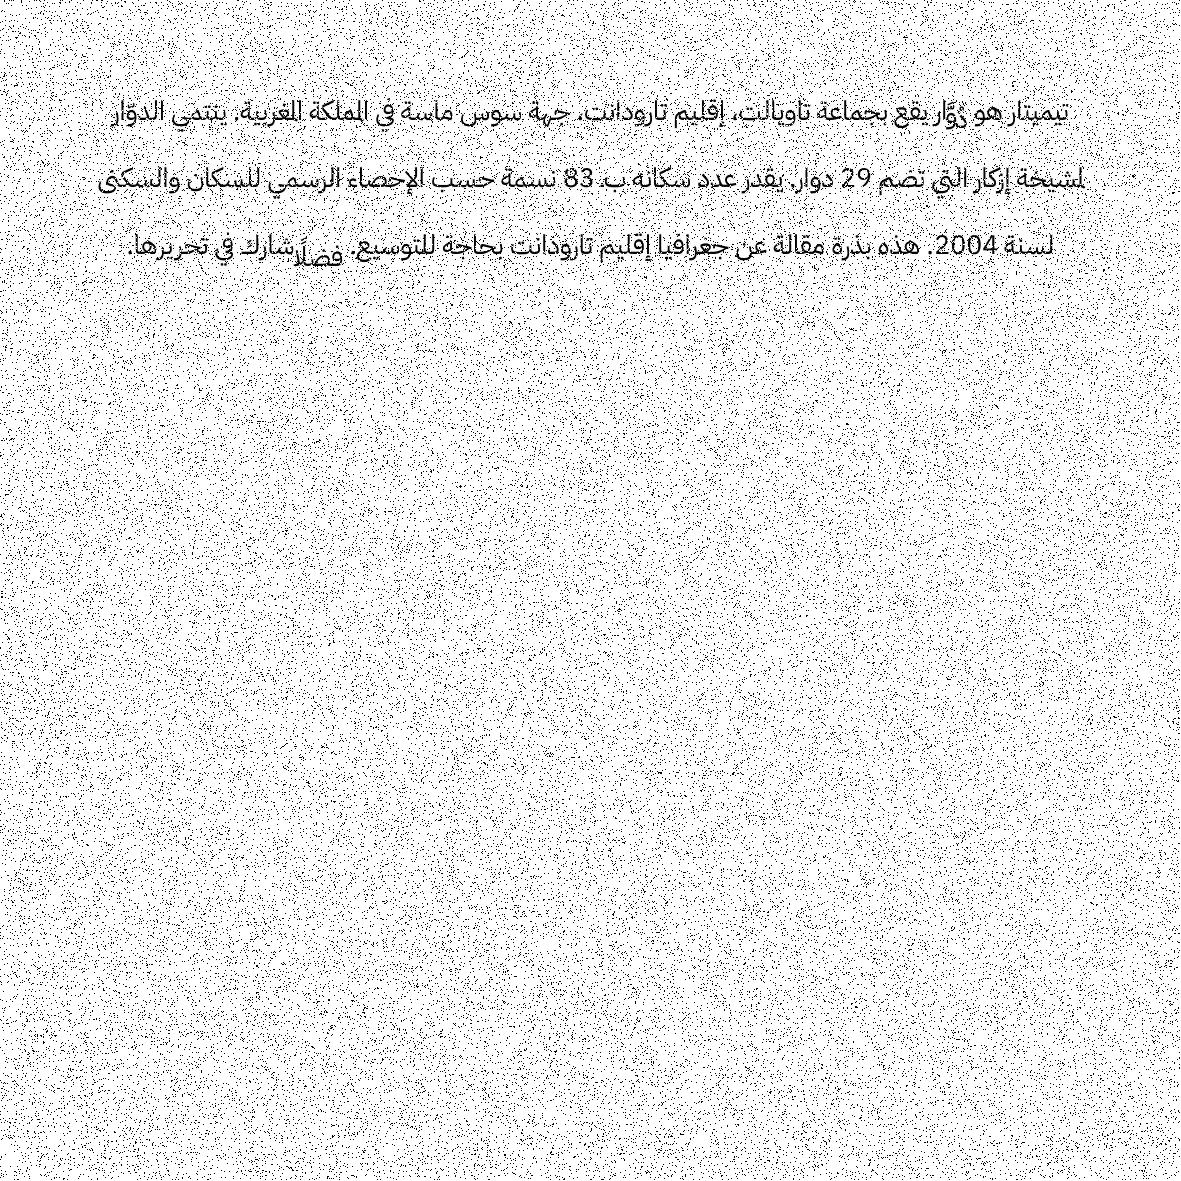 تيميتار هو دُوَّار يقع بجماعة تاويالت، إقليم تارودانت، جهة سوس ماسة في المملكة المغربية. ينتمي الدوّار
لمشيخة إزكار التي تضم 29 دوار. يقدر عدد سكانه ب 83 نسمة حسب الإحصاء الرسمي للسكان والسكنى
لسنة 2004. هذه بذرة مقالة عن جغرافيا إقليم تارودانت بحاجة للتوسيع. فضلًا شارك في تحريرها.